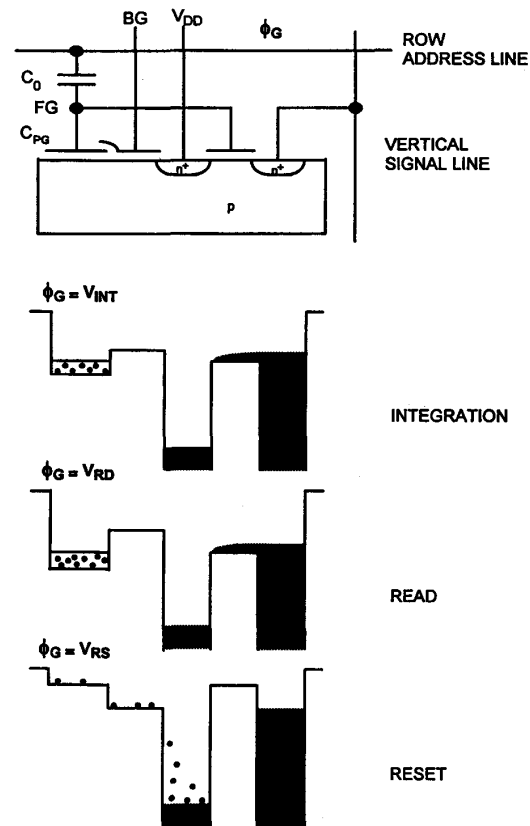 BG
V_DD
ϕ_G
ROW
ADDRESS LINE
C_0
FG
C_PG
VERTICAL
SIGNAL LINE
n+
n+
p
ϕ_G = V_INT
INTEGRATION
ϕ_G = V_RD
READ
ϕ_G = V_RS
RESET